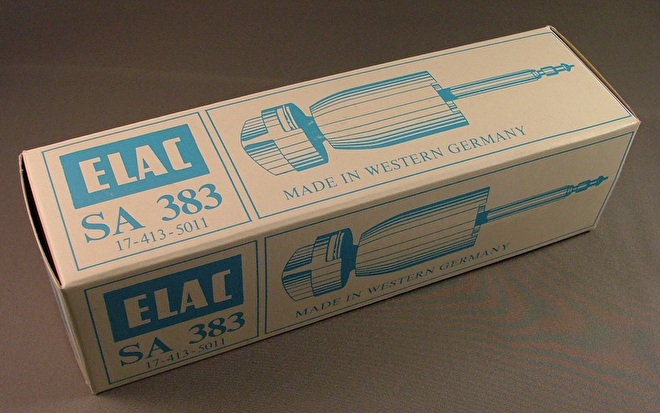 ELAC
SA 383
17-413-5011
MADE IN WESTERN GERMANY
ELAC
SA 383
17-413-5011
MADE IN WESTERN GERMANY